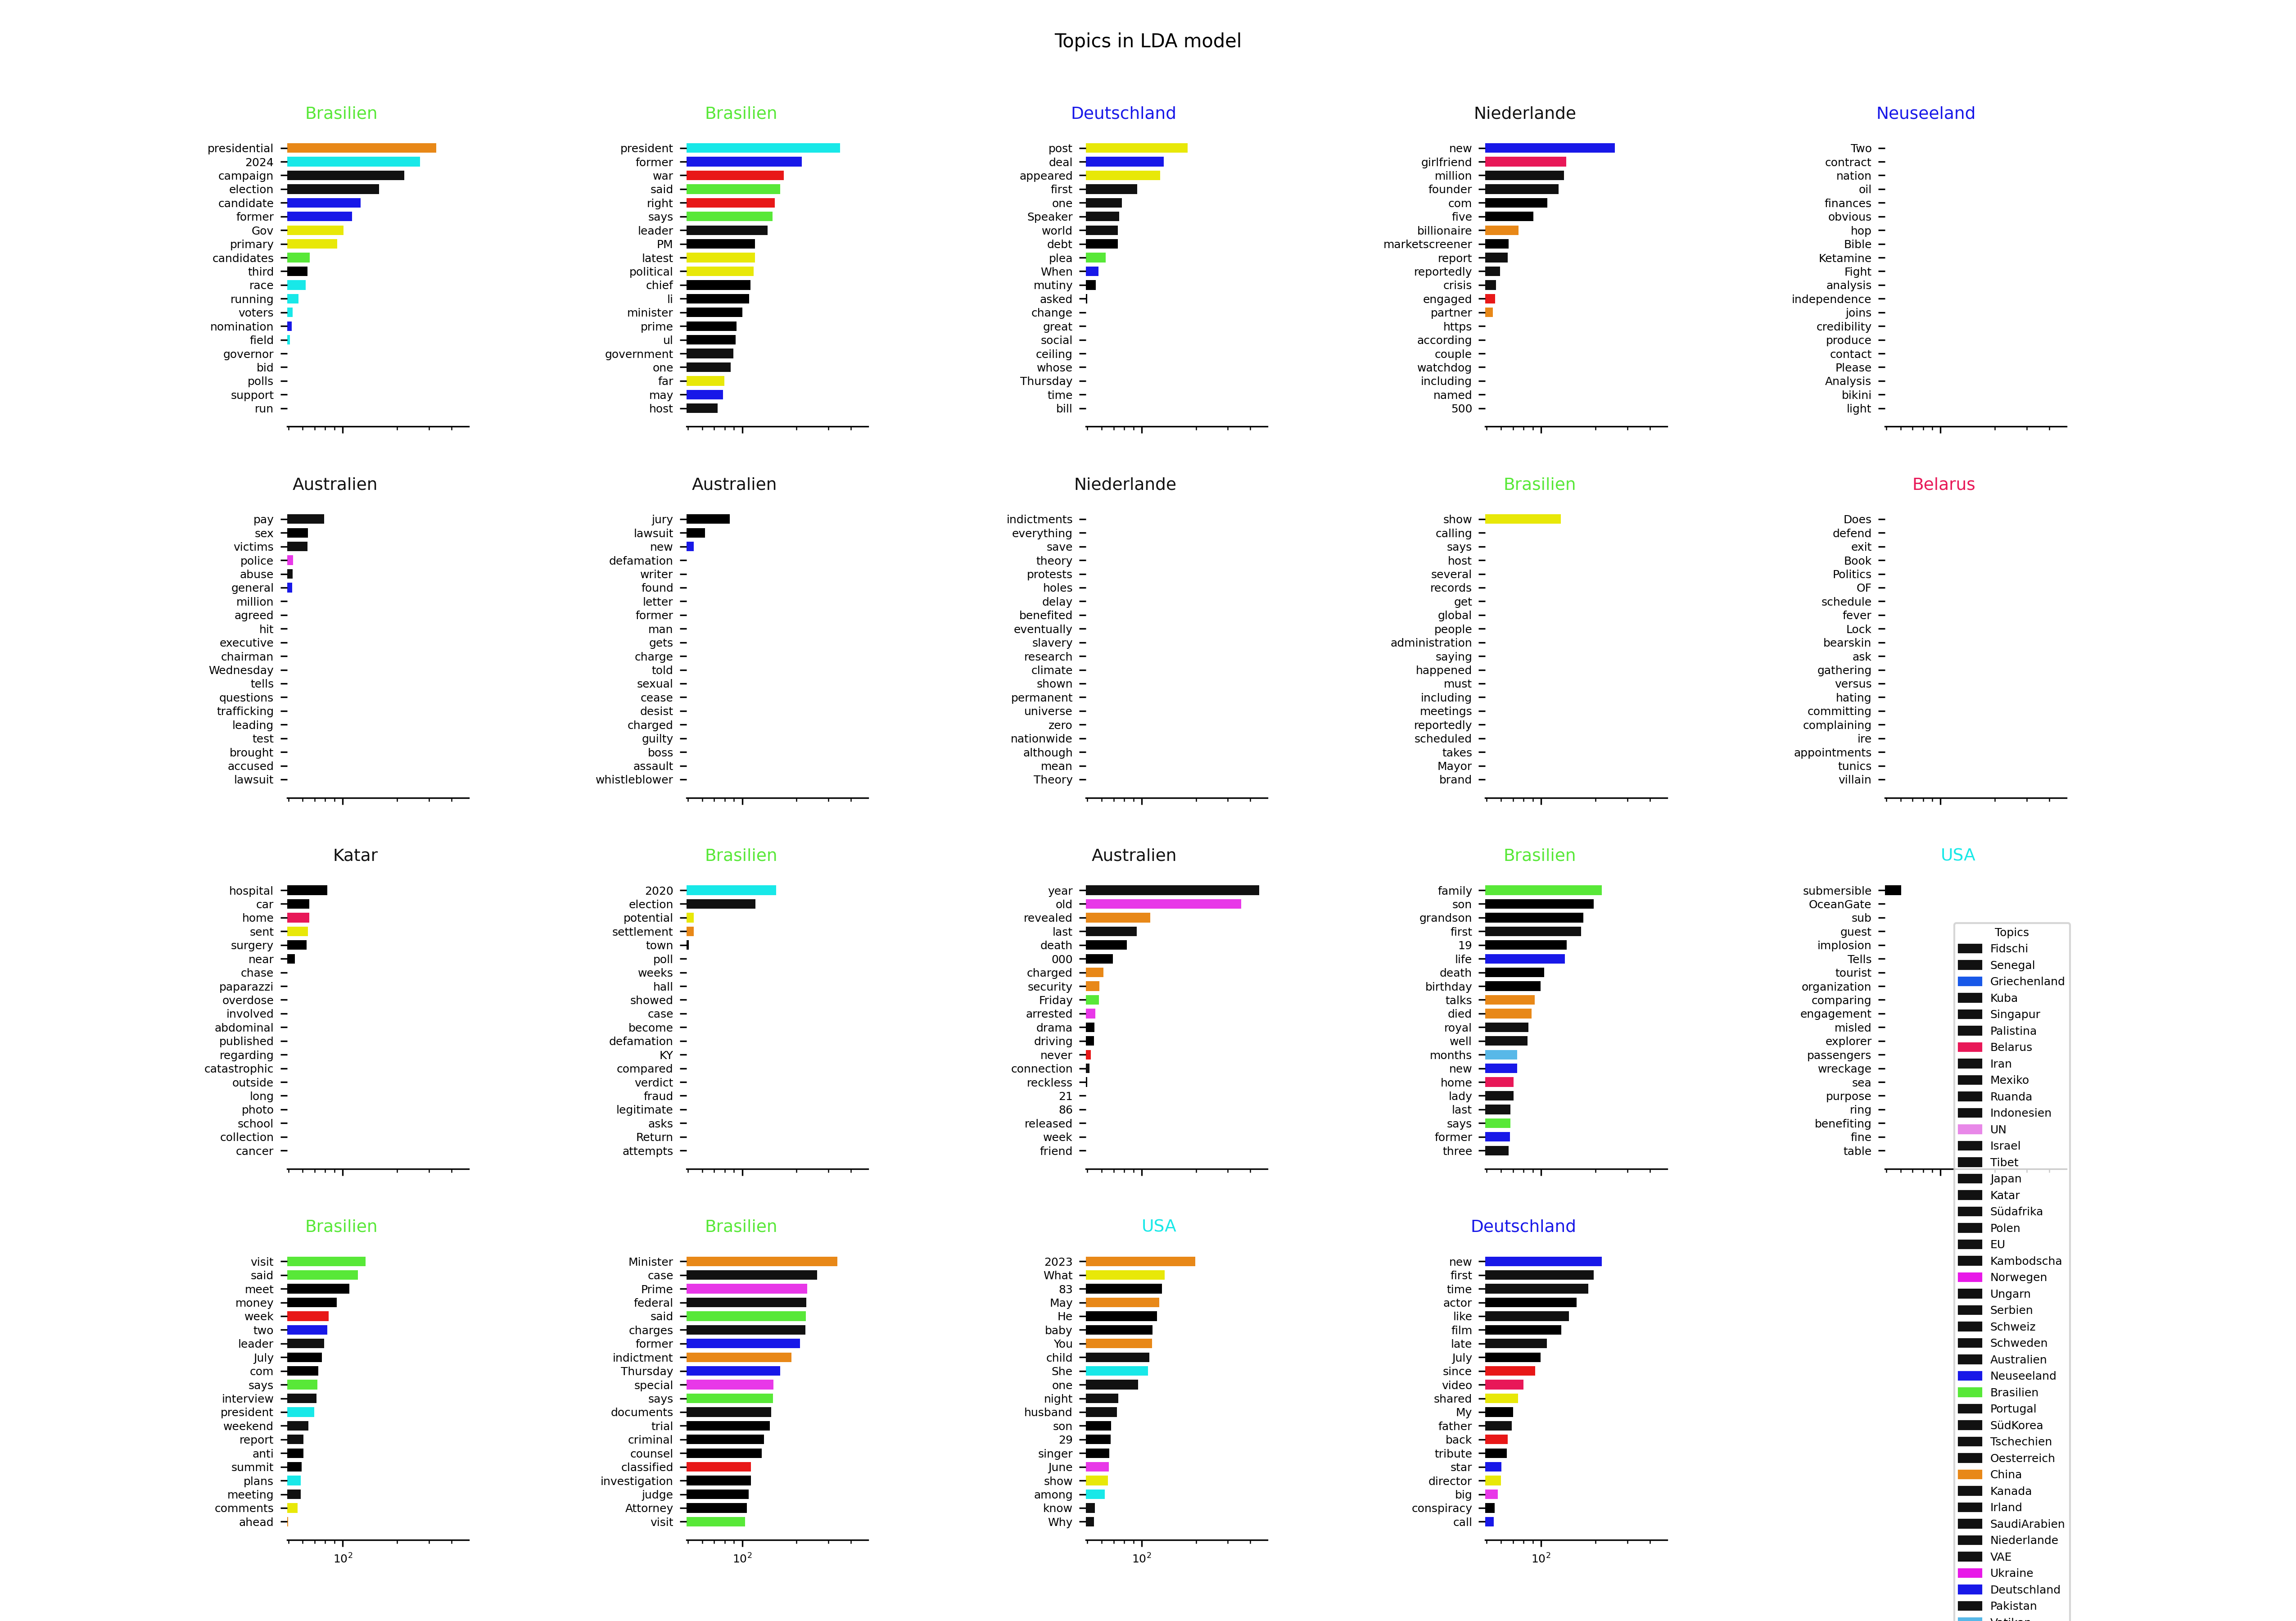 Topics in LDA model
Brasilien
presidential
2024
campaign
election
candidate
former
Gov
primary
candidates
third
race
running
voters
nomination
field
governor
bid
polls
support
run
Brasilien
president
former
war
said
right
says
leader
PM
latest
political
chief
li
minister
prime
ul
government
one
far
may
host
Deutschland
post
deal
appeared
first
one
Speaker
world
debt
plea
When
mutiny
asked
change
great
social
ceiling
whose
Thursday
time
bill
Niederlande
new
girlfriend
million
founder
com
five
billionaire
marketscreener
report
reportedly
crisis
engaged
partner
https
according
couple
watchdog
including
named
500
Neuseeland
Two
contract
nation
oil
finances
obvious
hop
Bible
Ketamine
Fight
analysis
independence
joins
credibility
produce
contact
Please
Analysis
bikini
light
Australien
pay
sex
victims
police
abuse
general
million
agreed
hit
executive
chairman
Wednesday
tells
questions
trafficking
leading
test
brought
accused
lawsuit
Australien
jury
lawsuit
new
defamation
writer
found
letter
former
man
gets
charge
told
sexual
cease
desist
charged
guilty
boss
assault
whistleblower
Niederlande
indictments
everything
save
theory
protests
holes
delay
benefited
eventually
slavery
research
climate
shown
permanent
universe
zero
nationwide
although
mean
Theory
Brasilien
show
calling
says
host
several
records
get
global
people
administration
saying
happened
must
including
meetings
reportedly
scheduled
takes
Mayor
brand
Belarus
Does
defend
exit
Book
Politics
OF
schedule
fever
Lock
bearskin
ask
gathering
versus
hating
committing
complaining
ire
appointments
tunics
villain
Katar
hospital
car
home
sent
surgery
near
chase
paparazzi
overdose
involved
abdominal
published
regarding
catastrophic
outside
long
photo
school
collection
cancer
Brasilien
2020
election
potential
settlement
town
poll
weeks
hall
showed
case
become
defamation
KY
compared
verdict
fraud
legitimate
asks
Return
attempts
Australien
year
old
revealed
last
death
000
charged
security
Friday
arrested
drama
driving
never
connection
reckless
21
86
released
week
friend
Brasilien
family
son
grandson
first
19
life
death
birthday
talks
died
royal
well
months
new
home
lady
last
says
former
three
USA
submersible
OceanGate
sub
guest
implosion
Tells
tourist
organization
comparing
engagement
misled
explorer
passengers
wreckage
sea
purpose
ring
benefiting
fine
table
Brasilien
visit
said
meet
money
week
two
leader
July
com
says
interview
president
weekend
report
anti
summit
plans
meeting
comments
ahead
10²
Brasilien
Minister
case
Prime
federal
said
charges
former
indictment
Thursday
special
says
documents
trial
criminal
counsel
classified
investigation
judge
Attorney
visit
10²
USA
2023
What
83
May
He
baby
You
child
She
one
night
husband
son
29
singer
June
show
among
know
Why
10²
Deutschland
new
first
time
actor
like
film
late
July
since
video
shared
My
father
back
tribute
star
director
big
conspiracy
call
10²
Topics
Fidschi
Senegal
Griechenland
Kuba
Singapur
Palistina
Belarus
Iran
Mexiko
Ruanda
Indonesien
UN
Israel
Tibet
Japan
Katar
Südafrika
Polen
EU
Kambodscha
Norwegen
Ungarn
Serbien
Schweiz
Schweden
Australien
Neuseeland
Brasilien
Portugal
SüdKorea
Tschechien
Oesterreich
China
Kanada
Irland
SaudiArabien
Niederlande
VAE
Ukraine
Deutschland
Pakistan